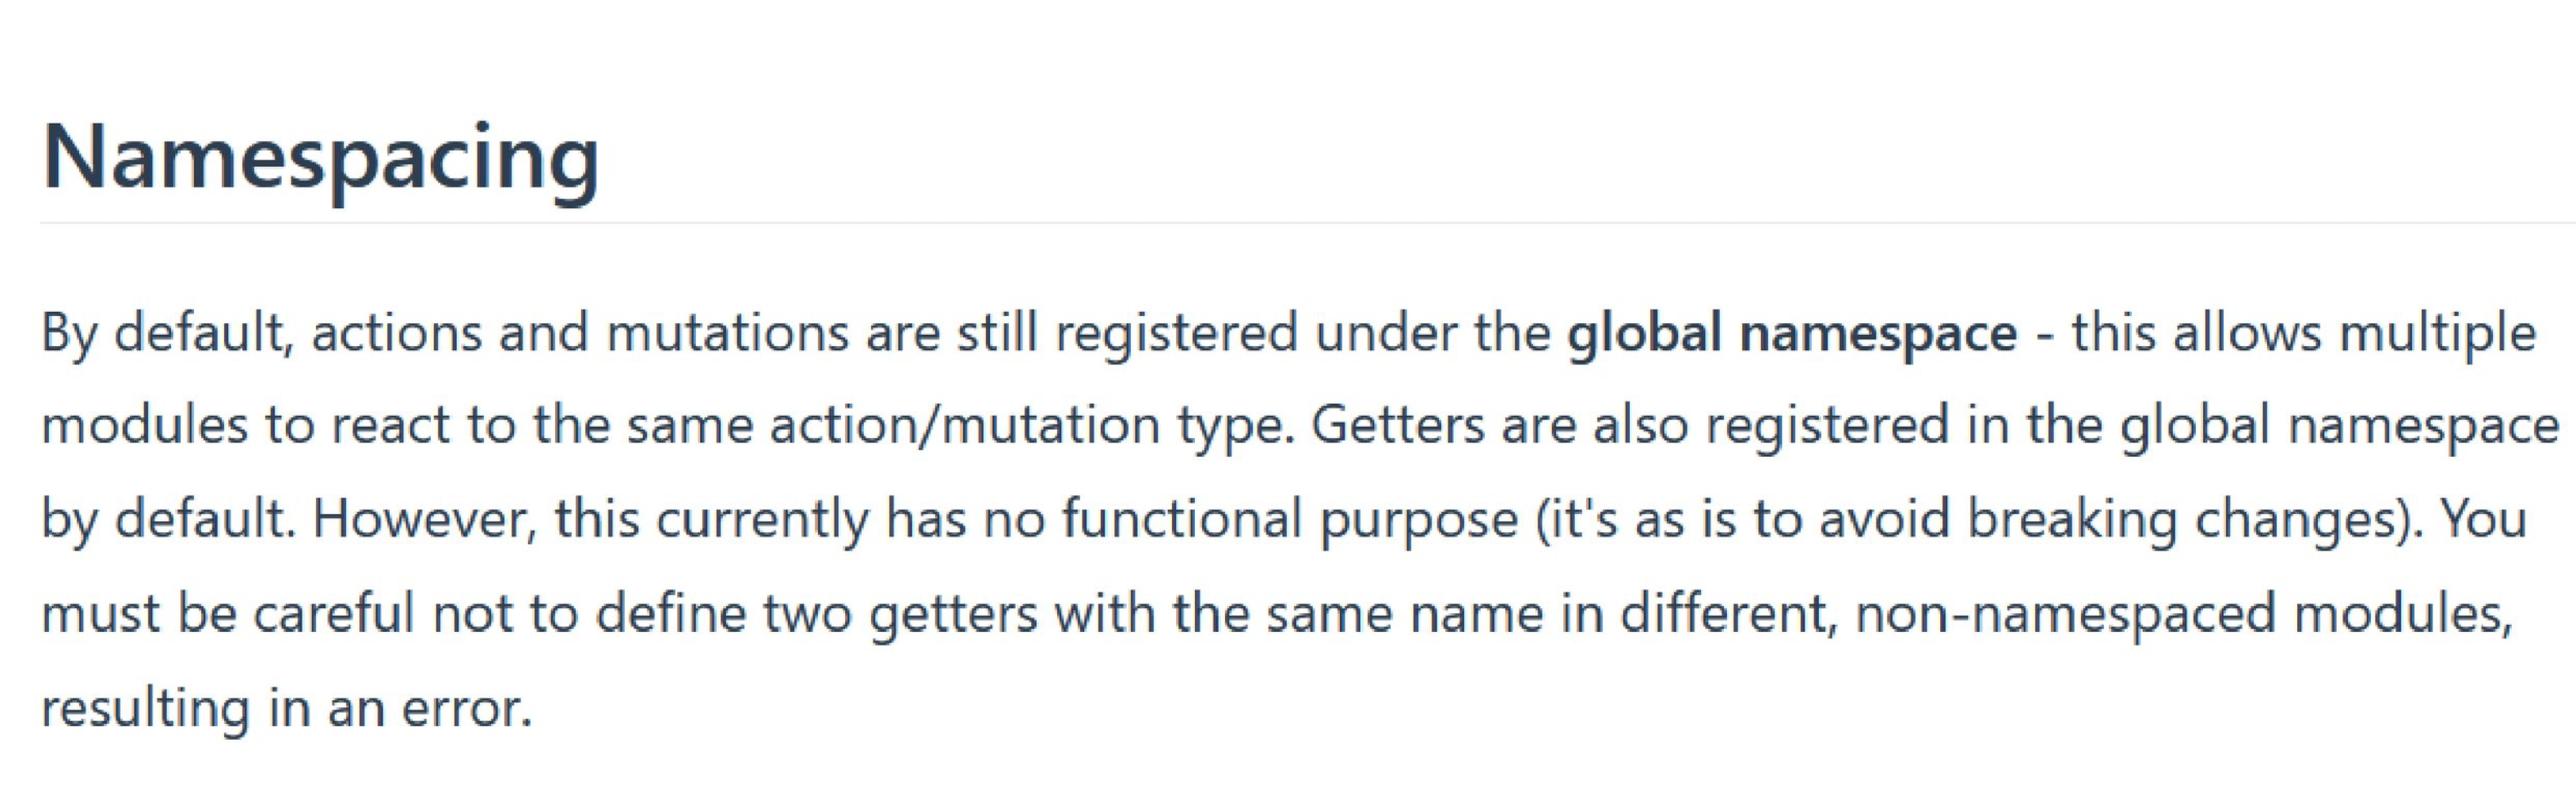 Namespacing
By default, actions and mutations are still registered under the global namespace - this allows multiple
modules to react to the same action/mutation type. Getters are also registered in the global namespace
by default. However, this currently has no functional purpose (it's as is to avoid breaking changes). You
must be careful not to define two getters with the same name in different, non-namespaced modules,
resulting in an error.